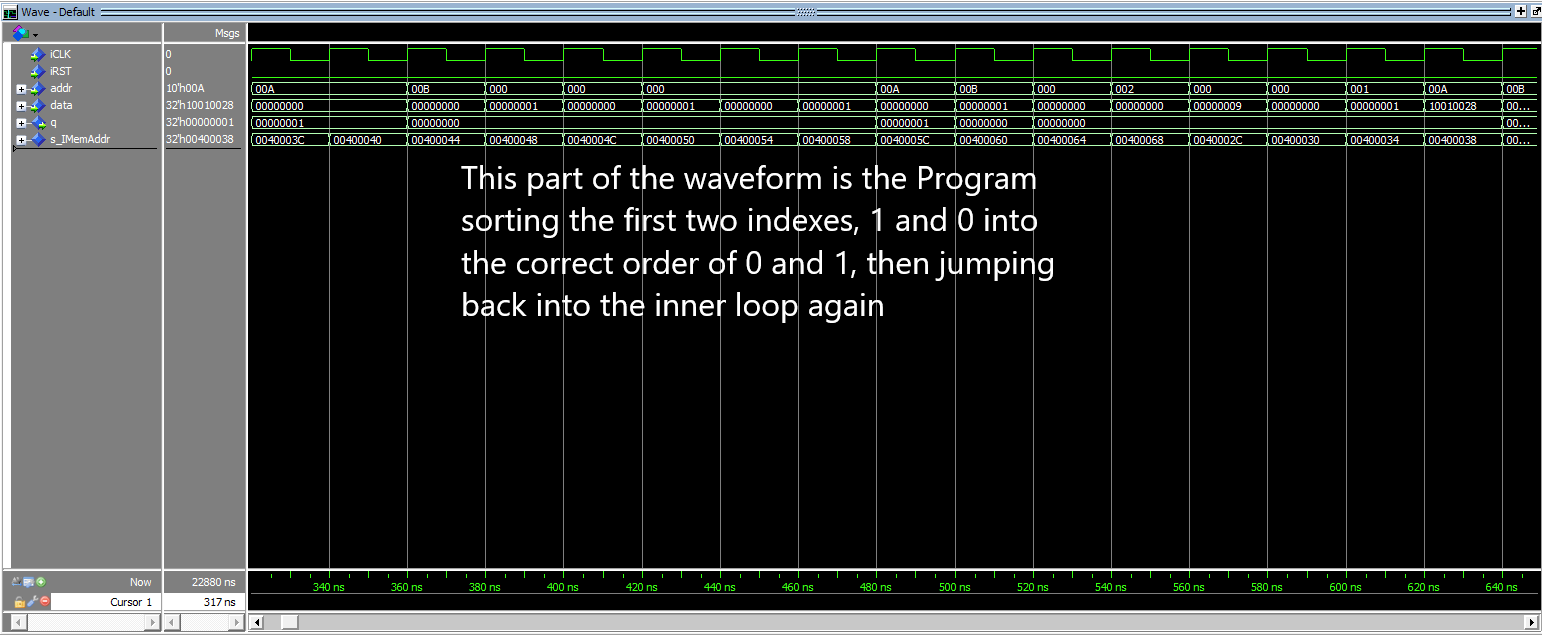 Wave - Default
Msgs
iCLK 0
iRST 0
addr 10'h00A 00A 00B 000 000 000 00A 00B 000 002 000 000 001 00A 00B
data 32'h10010028 00000000 00000000 00000001 00000000 00000001 00000000 00000001 00000000 00000001 00000000 00000000 00000009 00000000 00000001 10010028 00...
q 32'h00000001 00000001 00000000 00000001 00000000 00000000 00...
s_IMemAddr 32'h00400038 0040003C 00400040 00400044 00400048 0040004C 00400050 00400054 00400058 0040005C 00400060 00400064 00400068 0040002C 00400030 00400034 00400038 00...
This part of the waveform is the Program
sorting the first two indexes, 1 and 0 into
the correct order of 0 and 1, then jumping
back into the inner loop again
Now 22880 ns 340 ns 360 ns 380 ns 400 ns 420 ns 440 ns 460 ns 480 ns 500 ns 520 ns 540 ns 560 ns 580 ns 600 ns 620 ns 640 ns
Cursor 1 317 ns